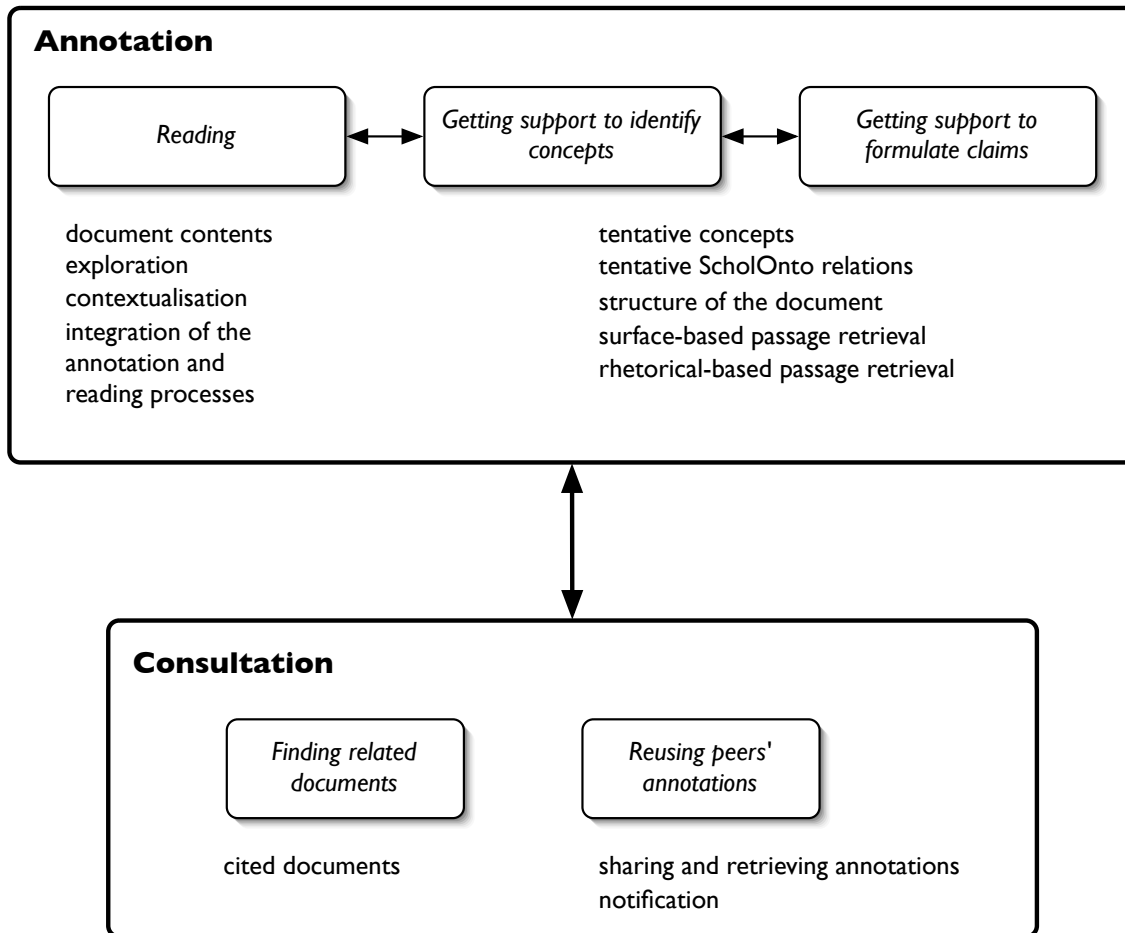 Annotation
Reading
Getting support to identify
concepts
Getting support to
formulate claims
document contents
exploration
contextualisation
integration of the
annotation and
reading processes
tentative concepts
tentative ScholOnto relations
structure of the document
surface-based passage retrieval
rhetorical-based passage retrieval
Consultation
Finding related
documents
Reusing peers'
annotations
cited documents
sharing and retrieving annotations
notification